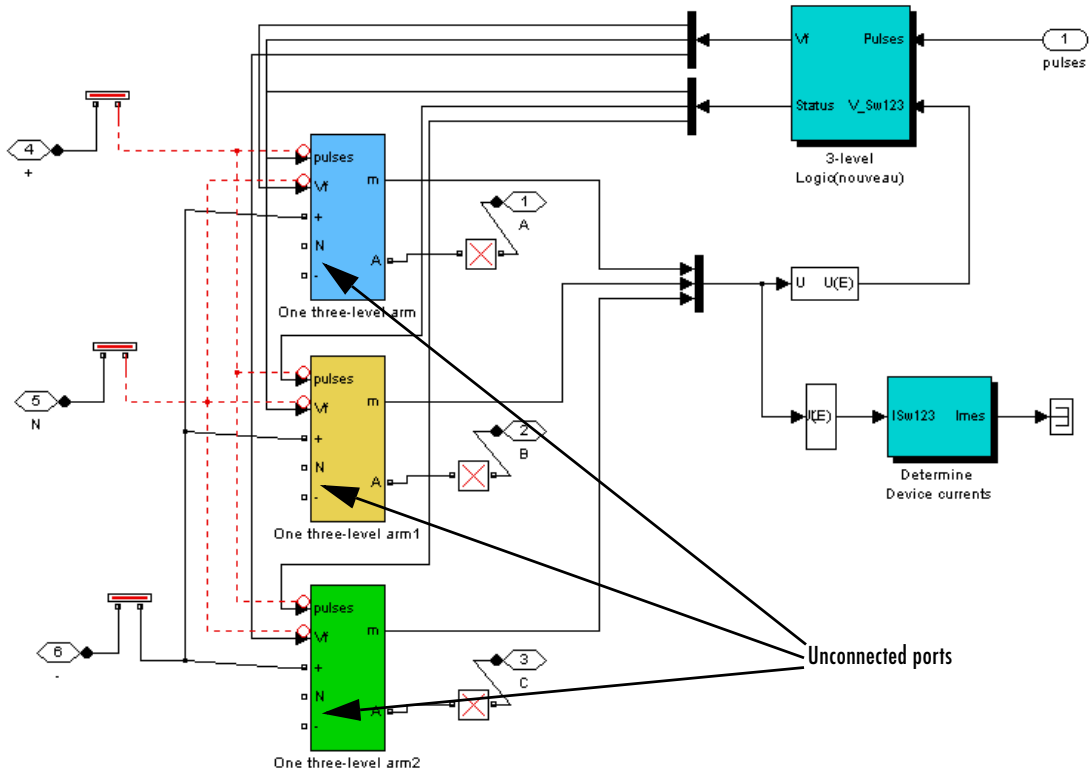 Vf Pulses
Status V_Sw123
3-level
Logic(nouveau)
1
pulses
4
+
pulses
Vf m
+
N
A
-
One three-level arm
1
A
U U(E)
5
N
pulses
Vf m
+
N
A
-
One three-level arm1
2
B
ISw123 Imes
Determine
Device currents
6
-
pulses
Vf m
+
N
A
-
One three-level arm2
3
C
Unconnected ports